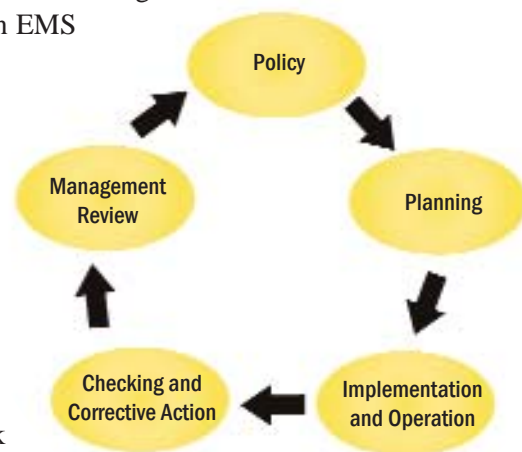 EMS
Policy
Planning
Implementation
and Operation
Checking and
Corrective Action
Management
Review